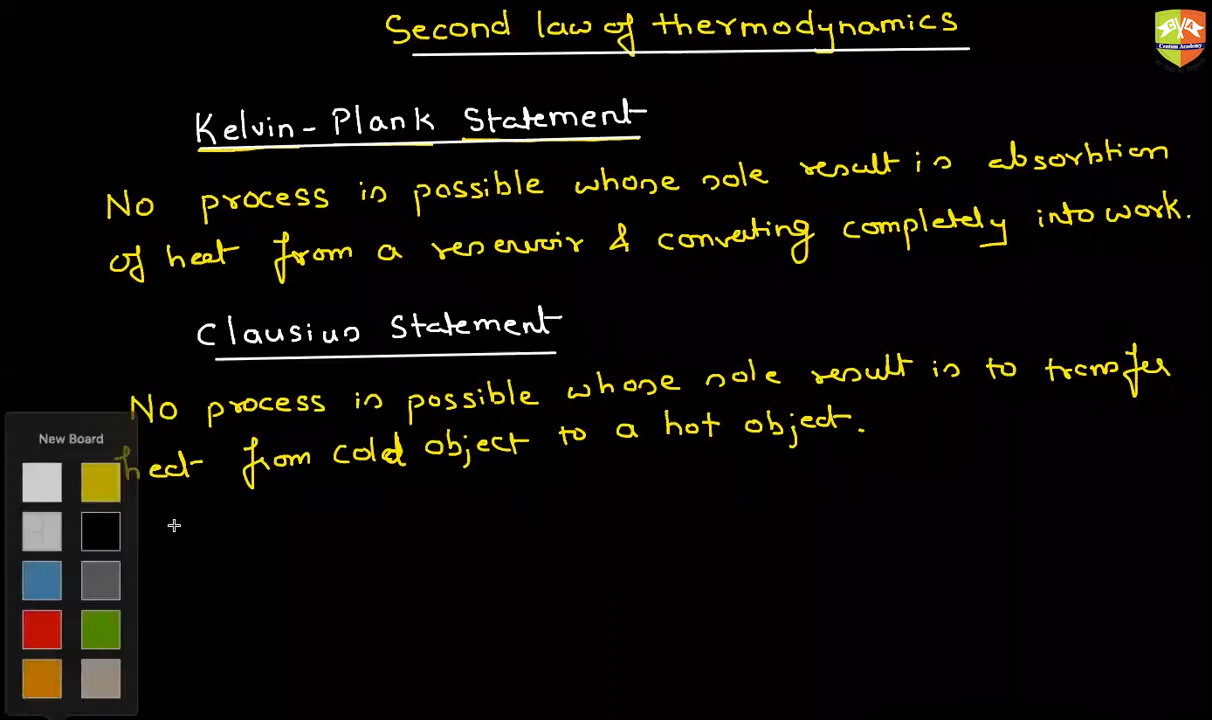 Second law of thermodynamics
Centum Academy
Kelvin-Plank Statement
No process is possible whose sole result is absorbtion
of heat from a reservoir & converting completely into work.
Clausius Statement
No process is possible whose sole result is to transfer
heat from cold object to a hot object.
New Board